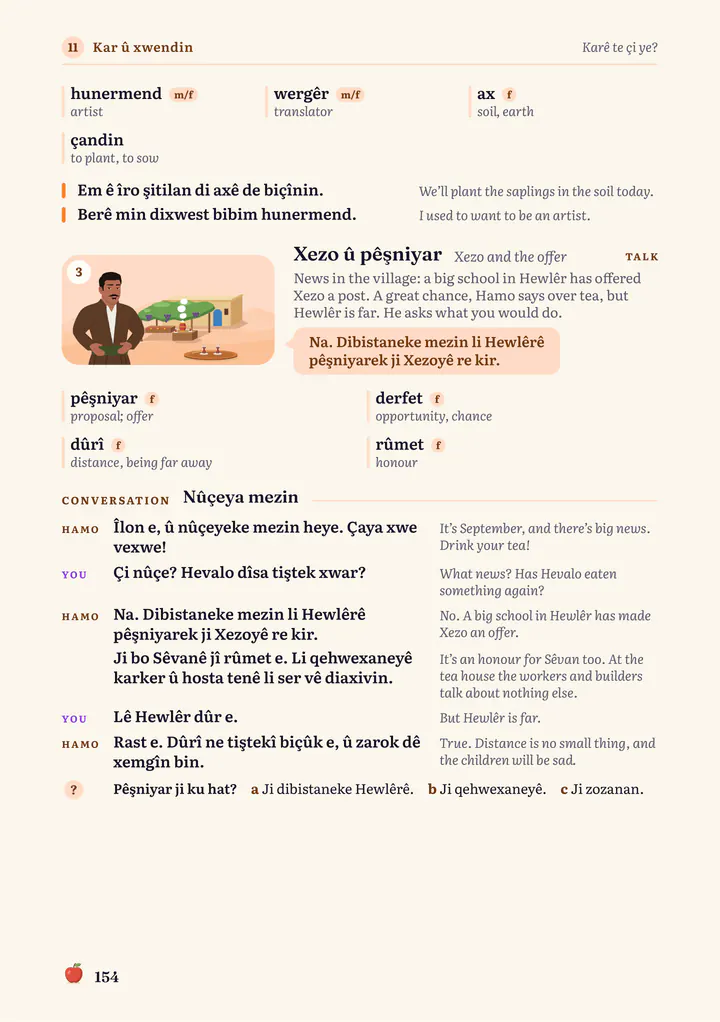 11 Kar û xwendin
Karê te çi ye?
hunermend m/f
artist
wergêr m/f
translator
ax f
soil, earth
çandin
to plant, to sow
Em ê îro şitilan di axê de biçînin.
We'll plant the saplings in the soil today.
Berê min dixwest bibim hunermend.
I used to want to be an artist.
3
Xezo û pêşniyar Xezo and the offer TALK
News in the village: a big school in Hewlêr has offered
Xezo a post. A great chance, Hamo says over tea, but
Hewlêr is far. He asks what you would do.
Na. Dibistaneke mezin li Hewlêrê
pêşniyarek ji Xezoyê re kir.
pêşniyar f
proposal; offer
derfet f
opportunity, chance
dûrî f
distance, being far away
rûmet f
honour
CONVERSATION Nûçeya mezin
HAMO Îlon e, û nûçeyeke mezin heye. Çaya xwe
vexwe!
It's September, and there's big news.
Drink your tea!
YOU Çi nûçe? Hevalo dîsa tiştek xwar?
What news? Has Hevalo eaten
something again?
HAMO Na. Dibistaneke mezin li Hewlêrê
pêşniyarek ji Xezoyê re kir.
No. A big school in Hewlêr has made
Xezo an offer.
Ji bo Sêvanê jî rûmet e. Li qehwexaneyê
karker û hosta tenê li ser vê diaxivin.
It's an honour for Sêvan too. At the
tea house the workers and builders
talk about nothing else.
YOU Lê Hewlêr dûr e.
But Hewlêr is far.
HAMO Rast e. Dûrî ne tiştekî biçûk e, û zarok dê
xemgîn bin.
True. Distance is no small thing, and
the children will be sad.
? Pêşniyar ji ku hat? a Ji dibistaneke Hewlêrê. b Ji qehwexaneyê. c Ji zozanan.
154